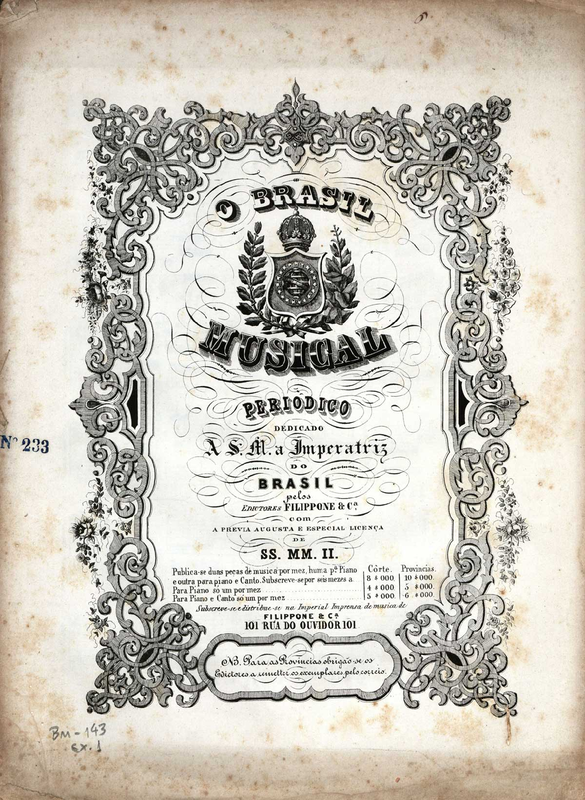 O BRASIL
MUSICAL
PERIODICO
DEDICADO
A S. M. a Imperatriz
DO
BRASIL
pelos
EDICTORES FILIPPONE & Cª
com
A PREVIA AUGUSTA E ESPECIAL LICENÇA
DE
SS. MM. II.
Publica-se duas peças de musica por mez, huma pª Piano
e outra para piano e Canto. Subscreve-se por seis mezes a
Côrte. Provincias.
8$000 10$000
Para Piano só um por mez 4$000 5$000
Para Piano e Canto só um por mez 5$000 6$000
Subscreve-se e distribue-se na Imperial Imprensa de musica de
FILIPPONE & Cª
101 RUA DO OUVIDOR 101
NB. Para as Provincias obrigão-se os
Edictores a remetter os exemplares pelo correio.
Nº 233
BM-143
ex. 1